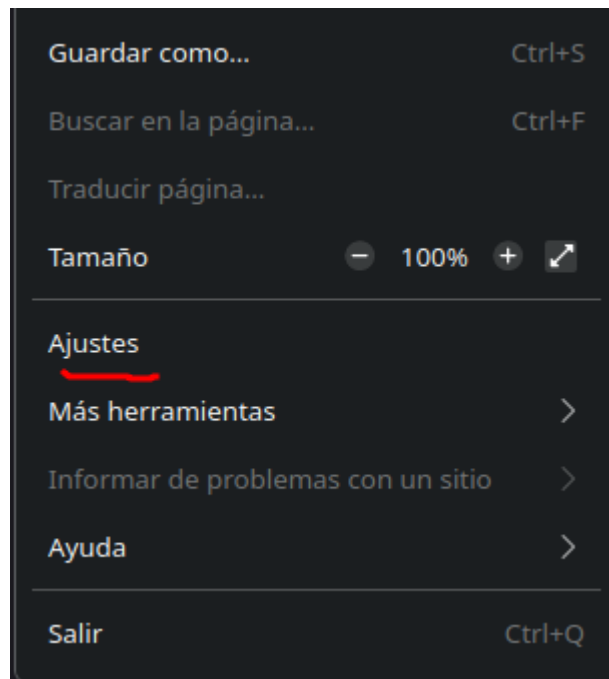 Guardar como... Ctrl+S
Buscar en la página... Ctrl+F
Traducir página...
Tamaño − 100% +
Ajustes
Más herramientas
Informar de problemas con un sitio
Ayuda
Salir Ctrl+Q